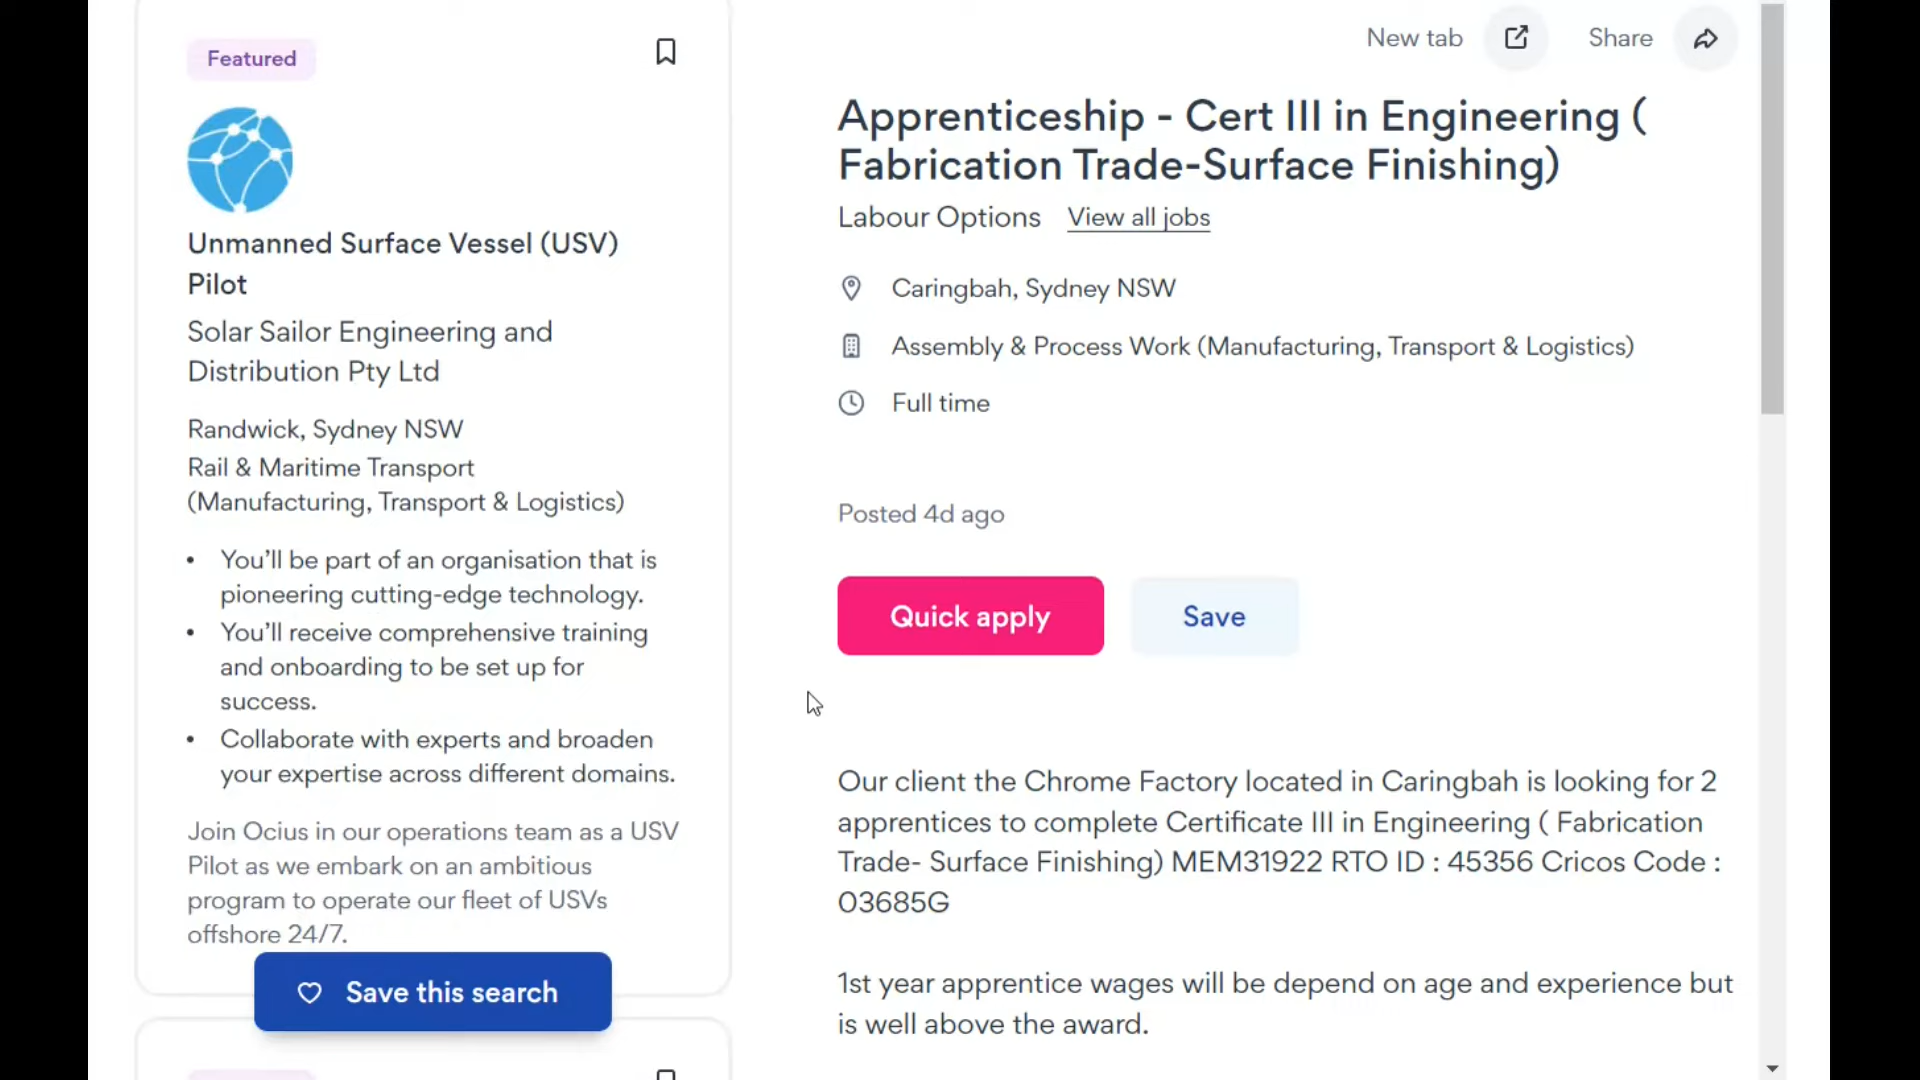 Featured
Unmanned Surface Vessel (USV)
Pilot
Solar Sailor Engineering and
Distribution Pty Ltd
Randwick, Sydney NSW
Rail & Maritime Transport
(Manufacturing, Transport & Logistics)
• You’ll be part of an organisation that is
pioneering cutting-edge technology.
• You’ll receive comprehensive training
and onboarding to be set up for
success.
• Collaborate with experts and broaden
your expertise across different domains.
Join Ocius in our operations team as a USV
Pilot as we embark on an ambitious
program to operate our fleet of USVs
offshore 24/7.
Save this search
New tab
Share
Apprenticeship - Cert III in Engineering (
Fabrication Trade-Surface Finishing)
Labour Options View all jobs
Caringbah, Sydney NSW
Assembly & Process Work (Manufacturing, Transport & Logistics)
Full time
Posted 4d ago
Quick apply
Save
Our client the Chrome Factory located in Caringbah is looking for 2
apprentices to complete Certificate III in Engineering ( Fabrication
Trade- Surface Finishing) MEM31922 RTO ID : 45356 Cricos Code :
03685G
1st year apprentice wages will be depend on age and experience but
is well above the award.